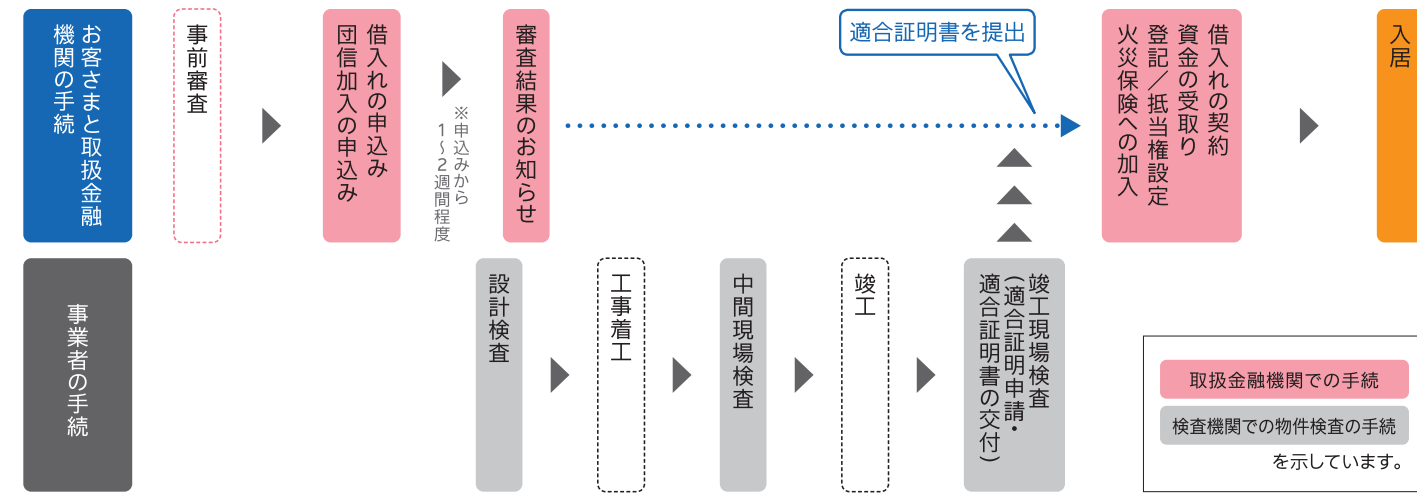 お客さまと取扱金融
機関の手続
事前審査
借入れの申込み
団信加入の申込み
※申込みから
1～2週間程度
審査結果のお知らせ
適合証明書を提出
借入れの契約
資金の受取り
登記／抵当権設定
火災保険への加入
入居
事業者の手続
設計検査
工事着工
中間現場検査
竣工
竣工現場検査
(適合証明申請・
適合証明書の交付)
取扱金融機関での手続
検査機関での物件検査の手続
を示しています。